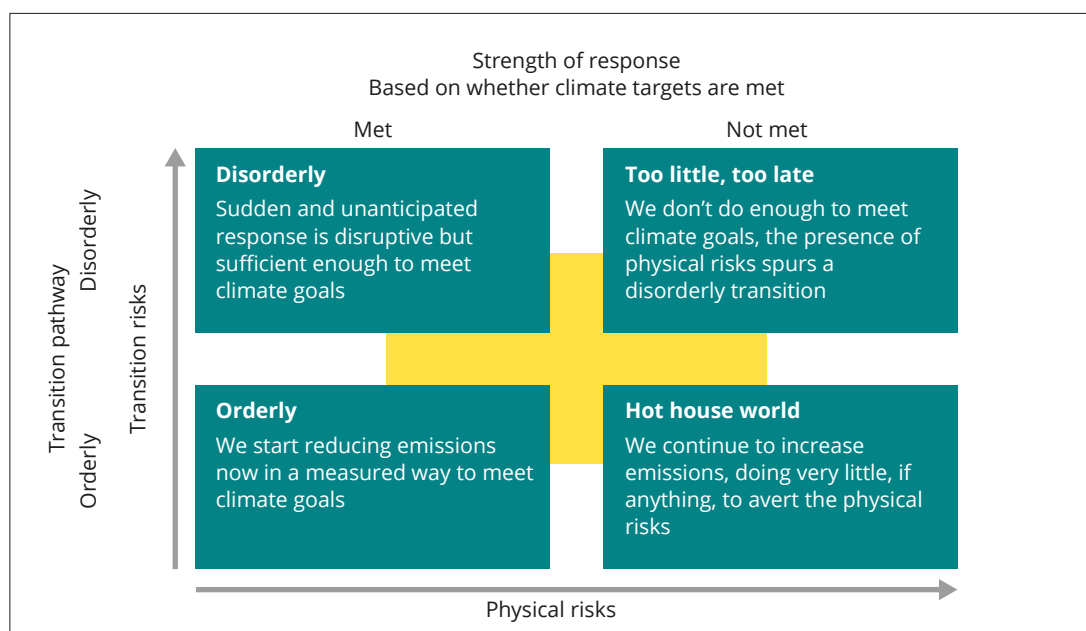 Strength of response
Based on whether climate targets are met
Met
Not met
Transition pathway
Disorderly
Orderly
Transition risks
Disorderly
Sudden and unanticipated
response is disruptive but
sufficient enough to meet
climate goals
Too little, too late
We don’t do enough to meet
climate goals, the presence of
physical risks spurs a
disorderly transition
Orderly
We start reducing emissions
now in a measured way to meet
climate goals
Hot house world
We continue to increase
emissions, doing very little, if
anything, to avert the physical
risks
Physical risks